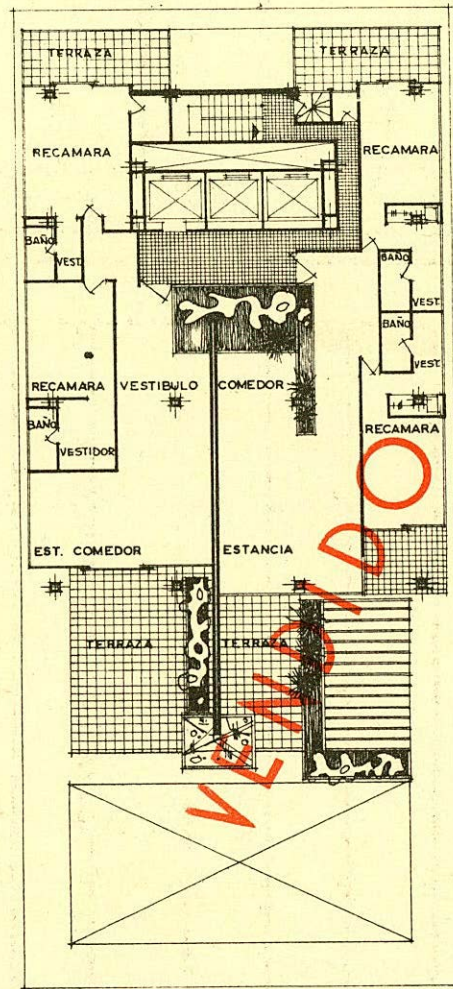 TERRAZA
TERRAZA
RECAMARA
RECAMARA
BAÑO
VEST.
BAÑO
VEST.
BAÑO
VEST.
RECAMARA
VESTIBULO
COMEDOR
BAÑO
VESTIDOR
RECAMARA
EST. COMEDOR
ESTANCIA
TERRAZA
TERRAZA
VENDIDO